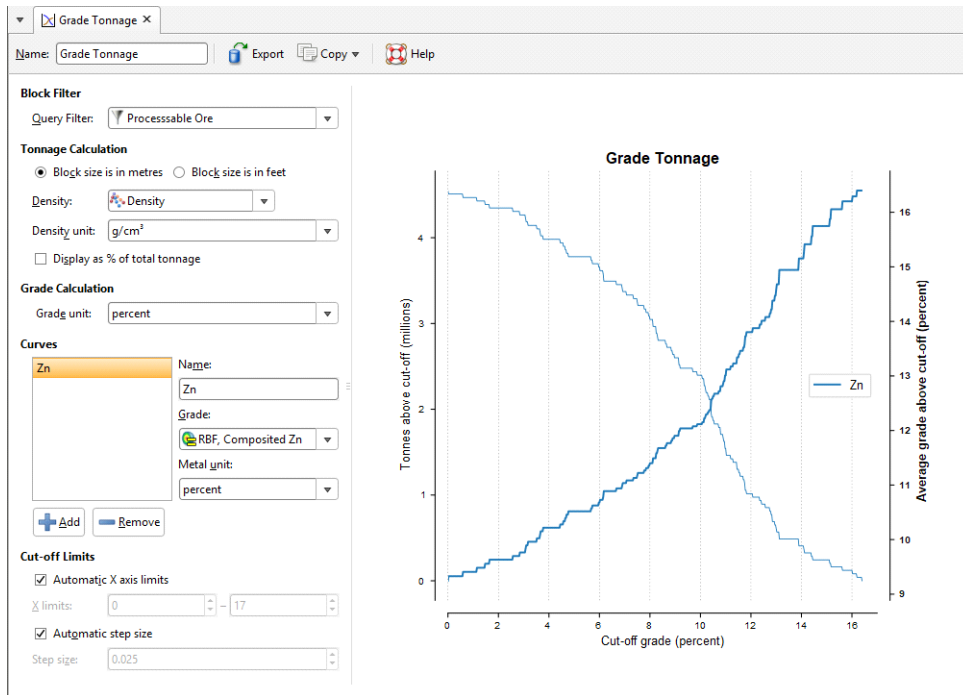 Grade Tonnage ×
Name: Grade Tonnage Export Copy Help
Block Filter
Query Filter: Processsable Ore
Tonnage Calculation
Block size is in metres Block size is in feet
Density: Density
Density unit: g/cm³
Display as % of total tonnage
Grade Calculation
Grade unit: percent
Curves
Zn
Name:
Zn
Grade:
RBF, Composited Zn
Metal unit:
percent
Add Remove
Cut-off Limits
Automatic X axis limits
X limits: 0 – 17
Automatic step size
Step size: 0.025
Grade Tonnage
Tonnes above cut-off (millions)
4
3
2
1
0
0 2 4 6 8 10 12 14 16
Cut-off grade (percent)
Zn
16
15
14
13
12
11
10
9
Average grade above cut-off (percent)